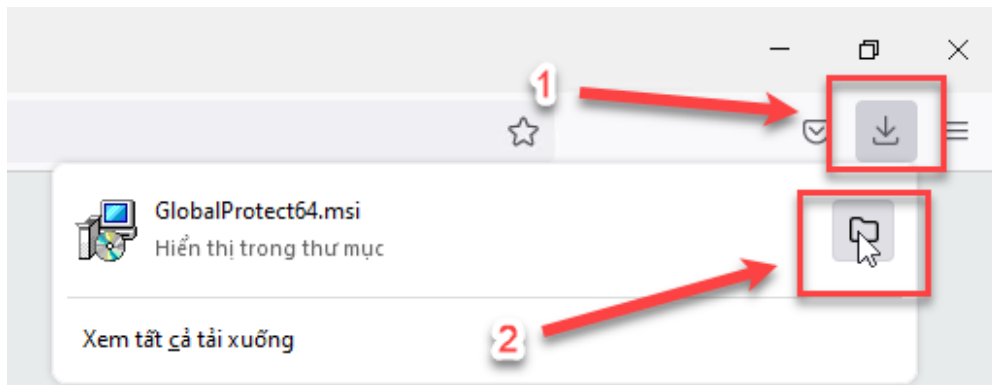 1
GlobalProtect64.msi
Hiển thị trong thư mục
2
Xem tất cả tải xuống